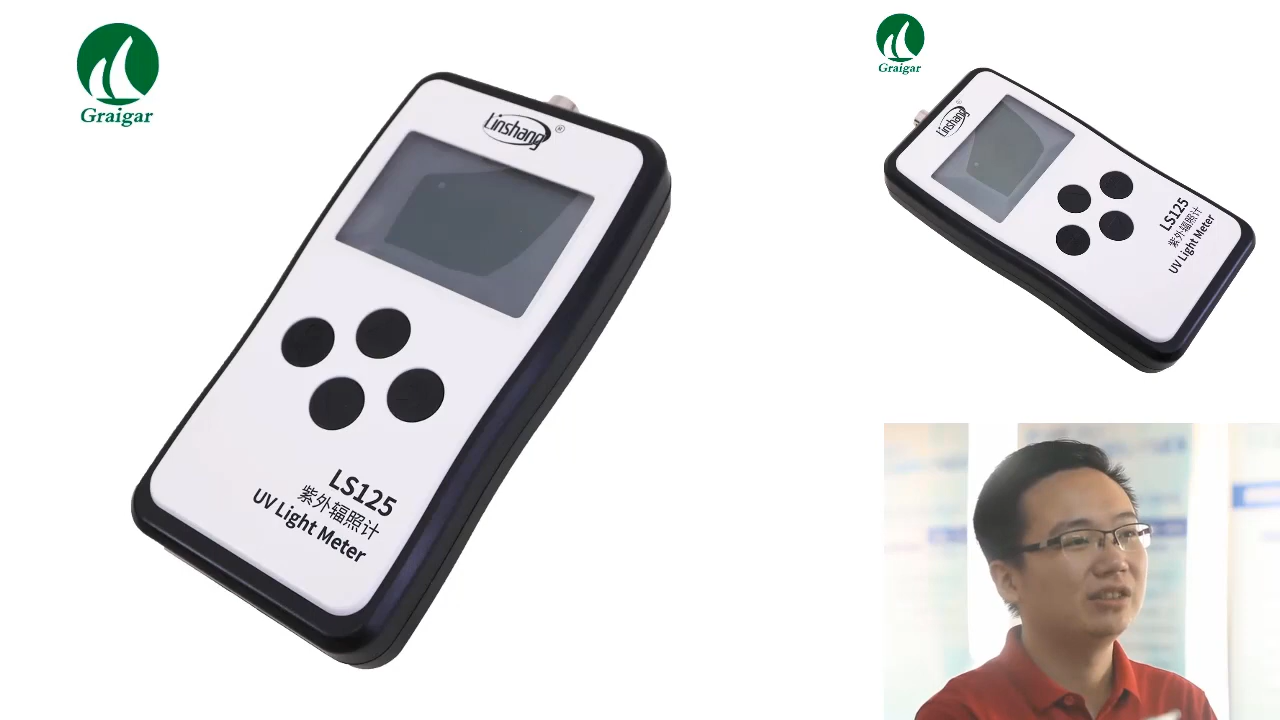 Graigar
Linshang®
LS125
紫外辐照计
UV Light Meter
Graigar
Linshang®
LS125
紫外辐照计
UV Light Meter